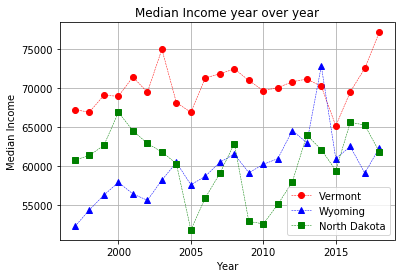 Median Income year over year
Median Income
75000
70000
65000
60000
55000
2000
2005
2010
2015
Year
Vermont
Wyoming
North Dakota